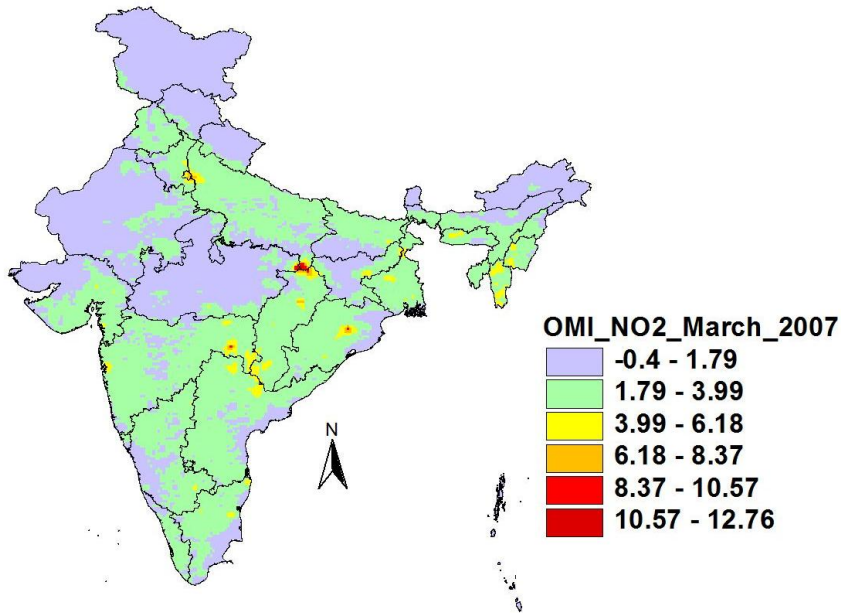 N
OMI_NO2_March_2007
-0.4 - 1.79
1.79 - 3.99
3.99 - 6.18
6.18 - 8.37
8.37 - 10.57
10.57 - 12.76